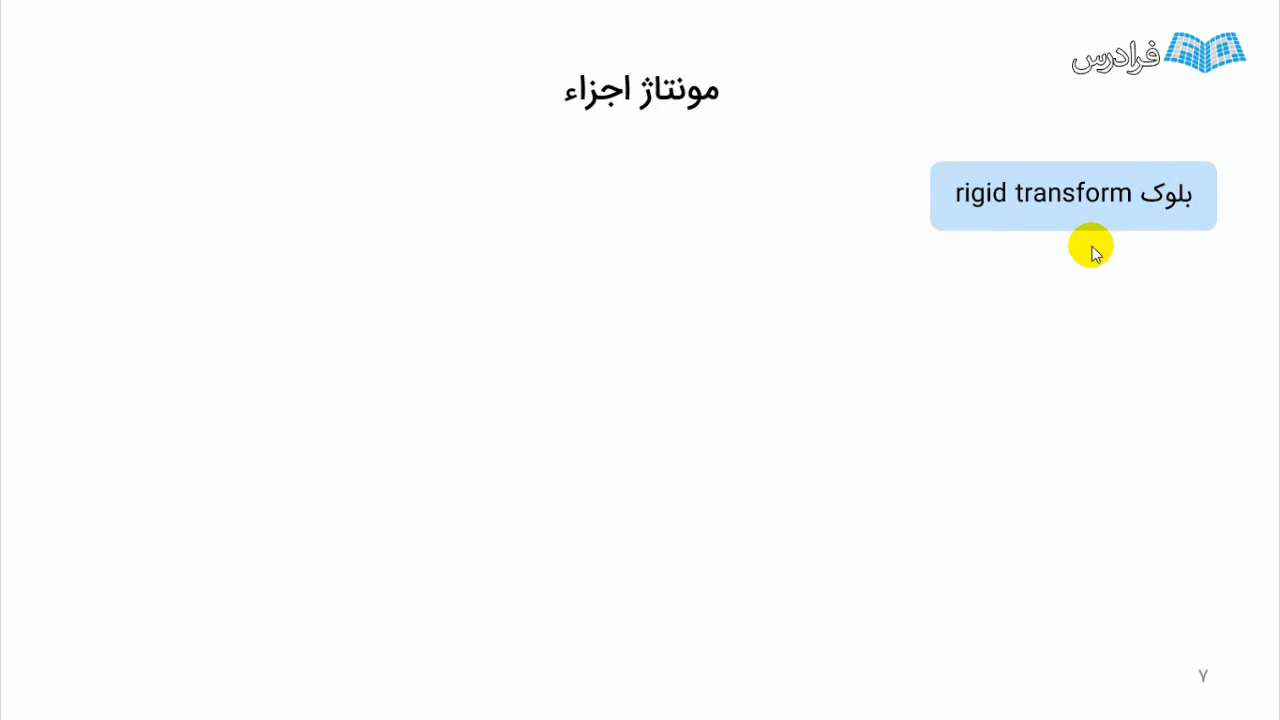 فرادرس
مونتاژ اجزاء
بلوک rigid transform
۷